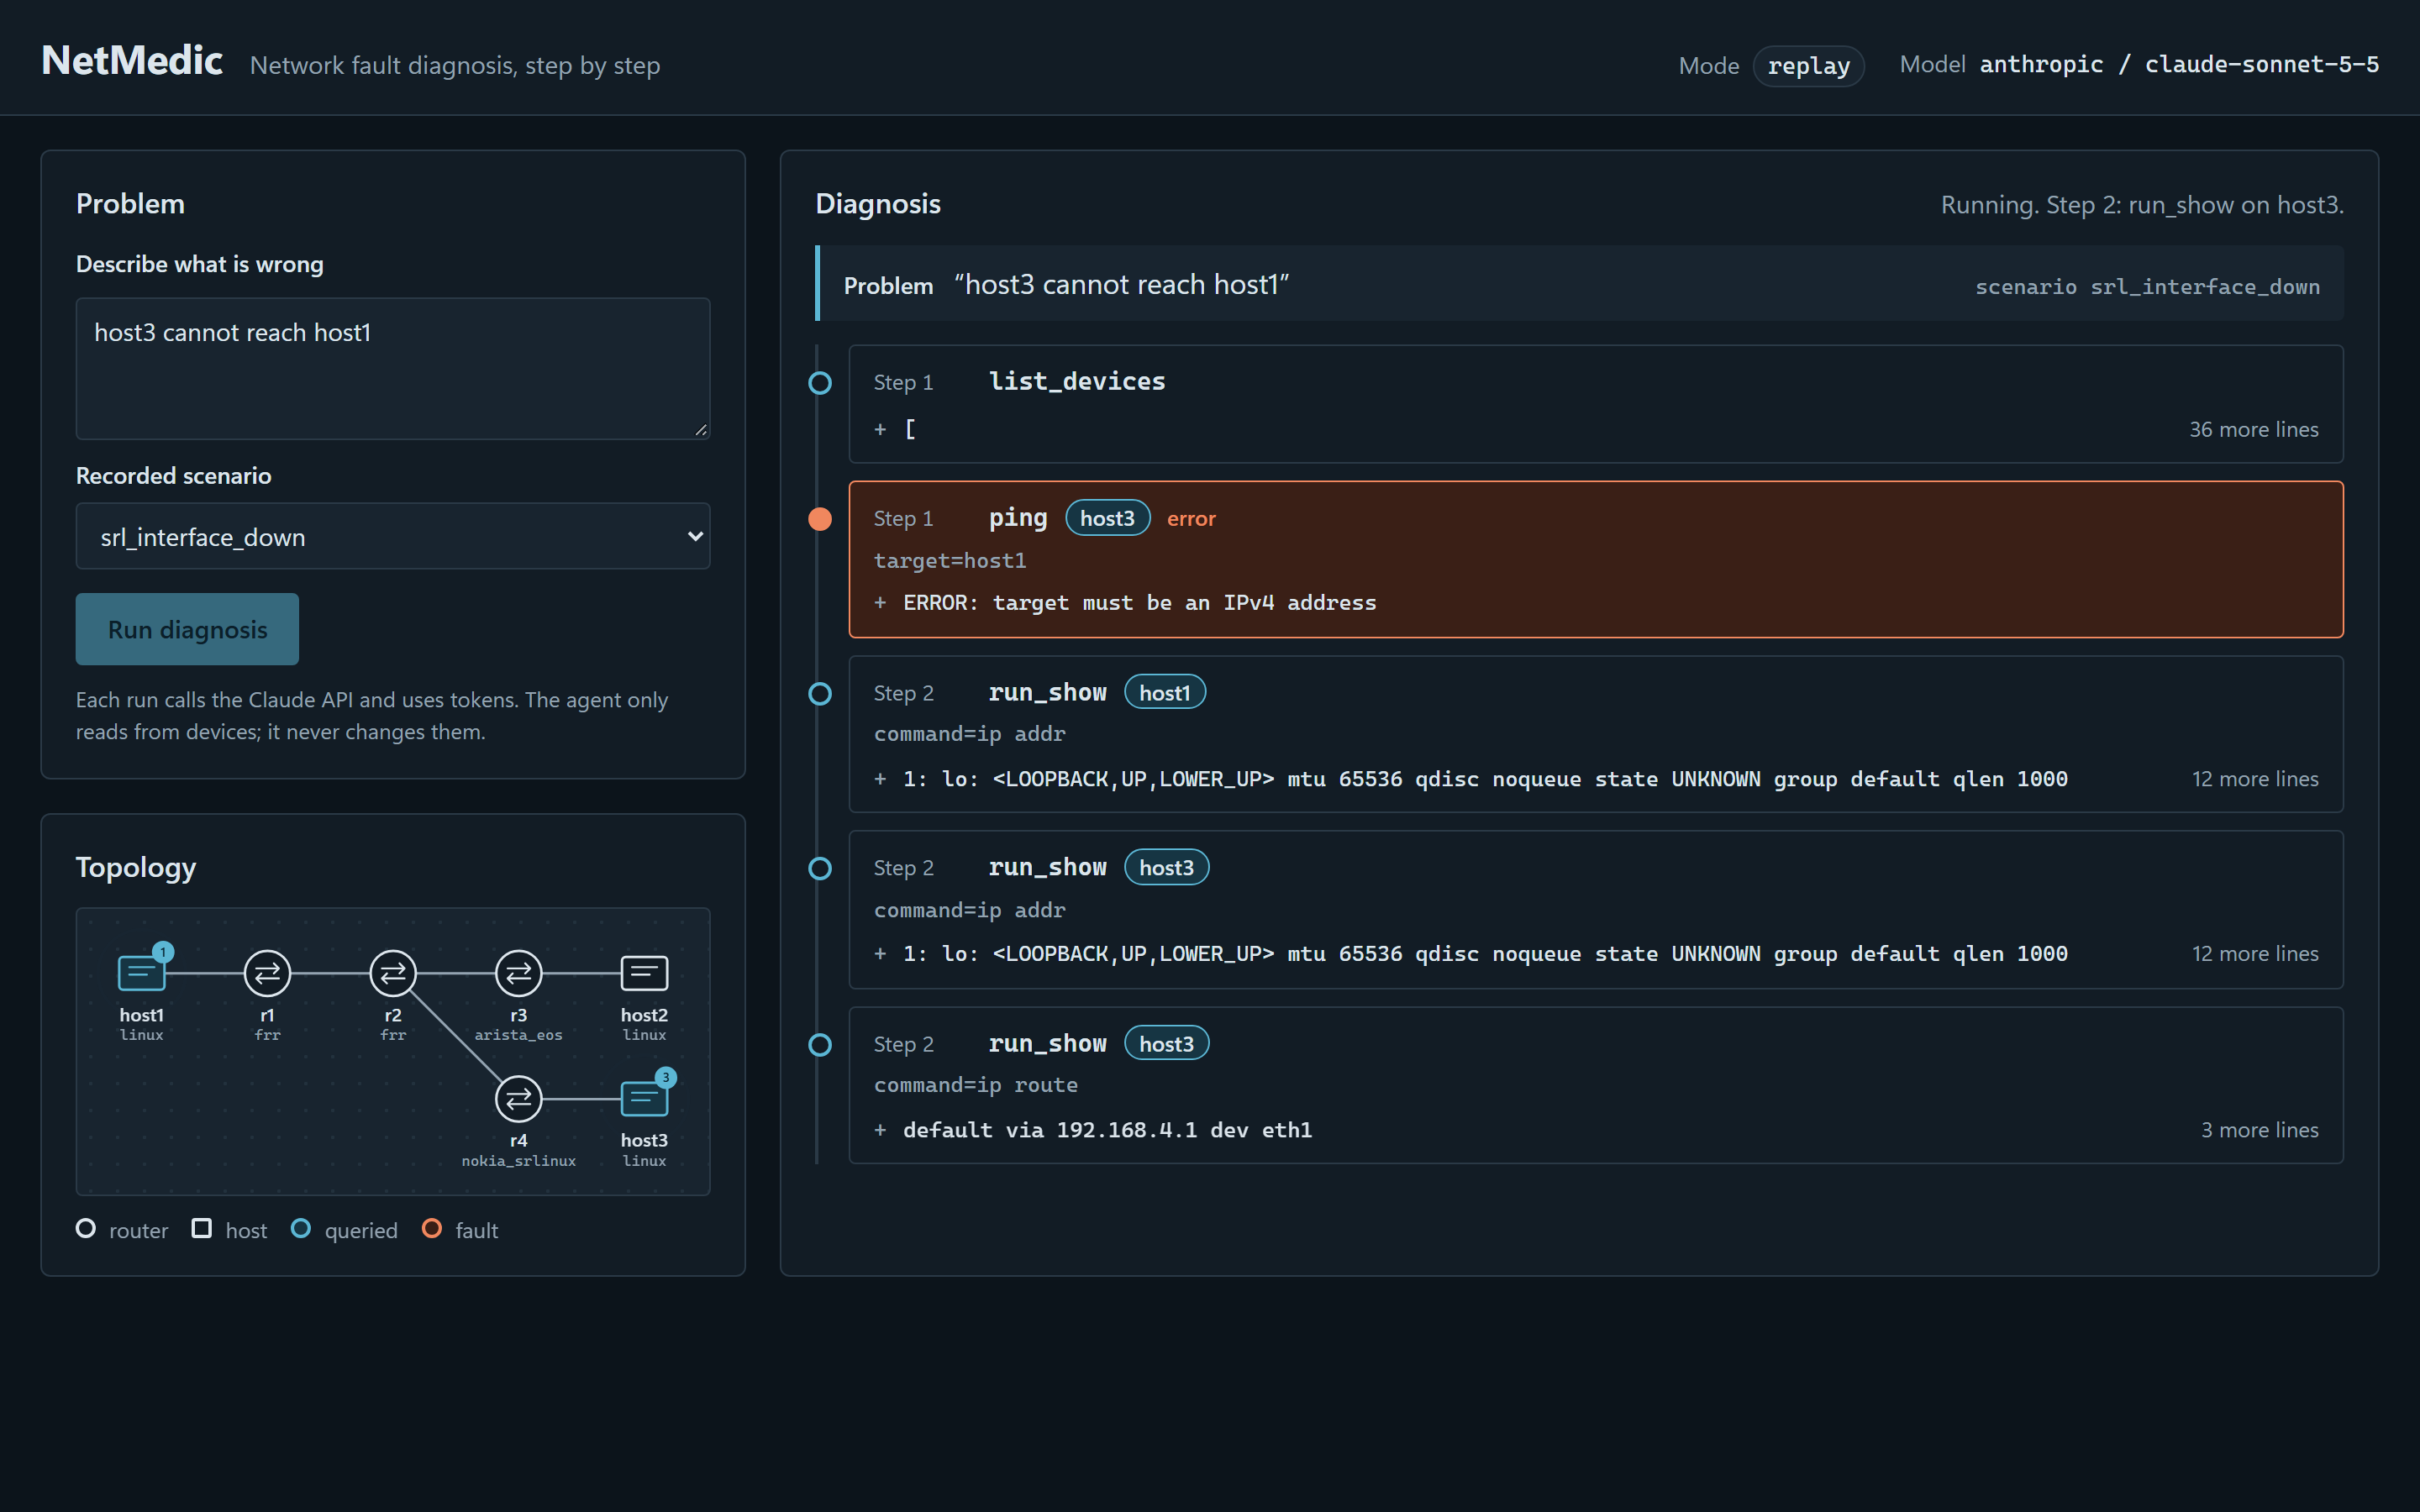 NetMedic Network fault diagnosis, step by step
Mode replay Model anthropic / claude-sonnet-5-5
Problem
Describe what is wrong
host3 cannot reach host1
Recorded scenario
srl_interface_down
Run diagnosis
Each run calls the Claude API and uses tokens. The agent only
reads from devices; it never changes them.
Topology
1
host1
linux
r1
frr
r2
frr
r3
arista_eos
host2
linux
r4
nokia_srlinux
3
host3
linux
router host queried fault
Diagnosis
Running. Step 2: run_show on host3.
Problem “host3 cannot reach host1” scenario srl_interface_down
Step 1 list_devices
+ [ 36 more lines
Step 1 ping host3 error
target=host1
+ ERROR: target must be an IPv4 address
Step 2 run_show host1
command=ip addr
+ 1: lo: <LOOPBACK,UP,LOWER_UP> mtu 65536 qdisc noqueue state UNKNOWN group default qlen 1000 12 more lines
Step 2 run_show host3
command=ip addr
+ 1: lo: <LOOPBACK,UP,LOWER_UP> mtu 65536 qdisc noqueue state UNKNOWN group default qlen 1000 12 more lines
Step 2 run_show host3
command=ip route
+ default via 192.168.4.1 dev eth1 3 more lines